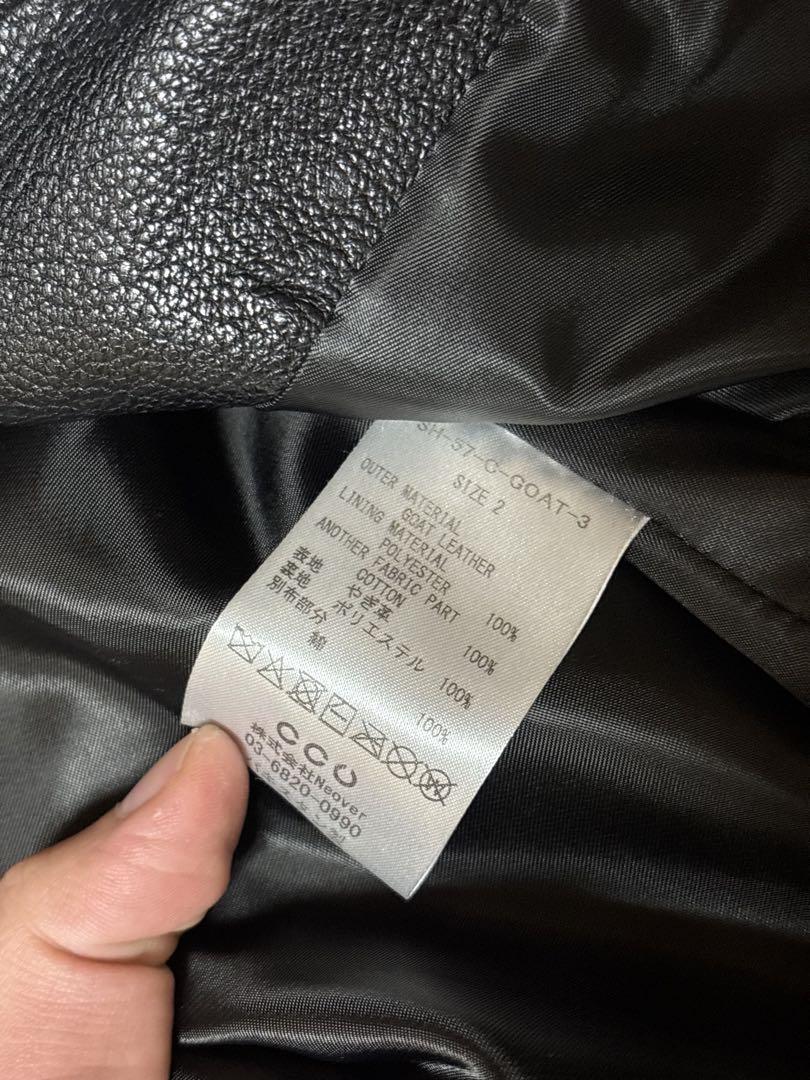 SH-57-C-GOAT-3
SIZE 2
OUTER MATERIAL
GOAT LEATHER 100%
LINING MATERIAL
POLYESTER 100%
ANOTHER FABRIC PART
COTTON 100%
表地 やぎ革 100%
裏地 ポリエステル
別布部分
綿
CCU
株式会社Neover
03 6820-0990